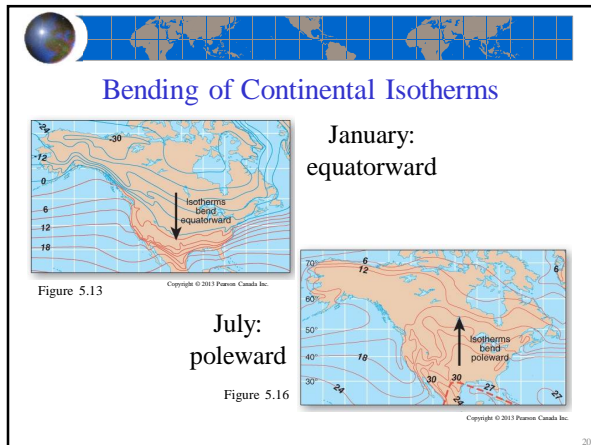 Bending of Continental Isotherms
-24
-30
-12
0
6
12
18
Isotherms
bend
equatorward
January:
equatorward
Figure 5.13
Copyright © 2013 Pearson Canada Inc.
July:
poleward
Figure 5.16
70°
6
12
6
60°
50°
40°
18
Isotherms
bend
poleward
30°
30
30
27
24
24
27
Copyright © 2013 Pearson Canada Inc.
20